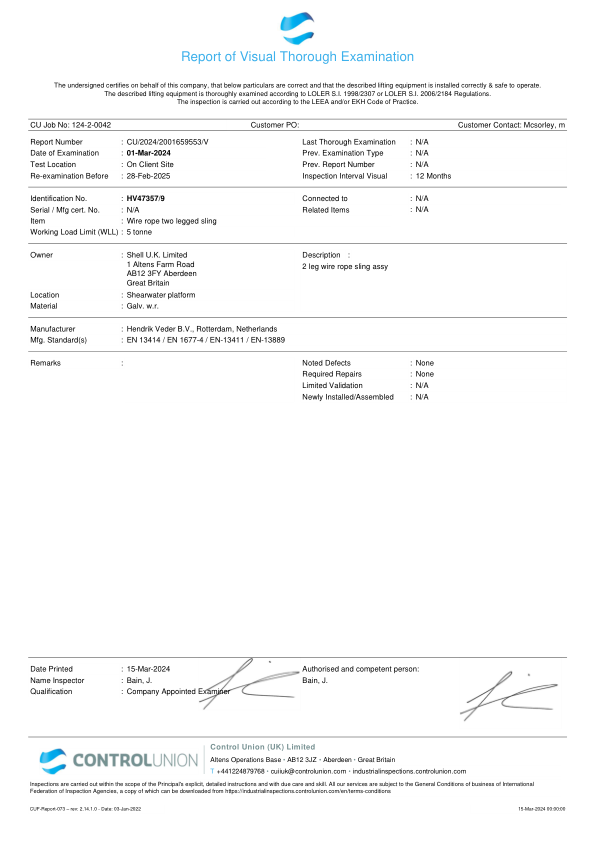 Report of Visual Thorough Examination
The undersigned certifies on behalf of this company, that below particulars are correct and that the described lifting equipment is installed correctly & safe to operate.
The described lifting equipment is thoroughly examined according to LOLER S.I. 1998/2307 or LOLER S.I. 2006/2184 Regulations.
The inspection is carried out according to the LEEA and/or EKH Code of Practice.
CU Job No: 124-2-0042 Customer PO: Customer Contact: Mcsorley, m
Report Number : CU/2024/2001659553/V Last Thorough Examination : N/A
Date of Examination : 01-Mar-2024 Prev. Examination Type : N/A
Test Location : On Client Site Prev. Report Number : N/A
Re-examination Before : 28-Feb-2025 Inspection Interval Visual : 12 Months
Identification No. : HV47357/9 Connected to : N/A
Serial / Mfg cert. No. : N/A Related Items : N/A
Item : Wire rope two legged sling
Working Load Limit (WLL) : 5 tonne
Owner : Shell U.K. Limited Description :
1 Altens Farm Road 2 leg wire rope sling assy
AB12 3FY Aberdeen
Great Britain
Location : Shearwater platform
Material : Galv. w.r.
Manufacturer : Hendrik Veder B.V., Rotterdam, Netherlands
Mfg. Standard(s) : EN 13414 / EN 1677-4 / EN-13411 / EN-13889
Remarks : Noted Defects : None
Required Repairs : None
Limited Validation : N/A
Newly Installed/Assembled : N/A
Date Printed : 15-Mar-2024 Authorised and competent person:
Name Inspector : Bain, J. Bain, J.
Qualification : Company Appointed Examiner
CONTROLUNION
Control Union (UK) Limited
Altens Operations Base · AB12 3JZ · Aberdeen · Great Britain
T +441224879768 · cuiiuk@controlunion.com · industrialinspections.controlunion.com
Inspections are carried out within the scope of the Principal's explicit, detailed instructions and with due care and skill. All our services are subject to the General Conditions of business of International
Federation of Inspection Agencies, a copy of which can be downloaded from https://industrialinspections.controlunion.com/en/terms-conditions
CUF-Report-073 – rev: 2.14.1.0 - Date: 03-Jan-2022 15-Mar-2024 00:00:00